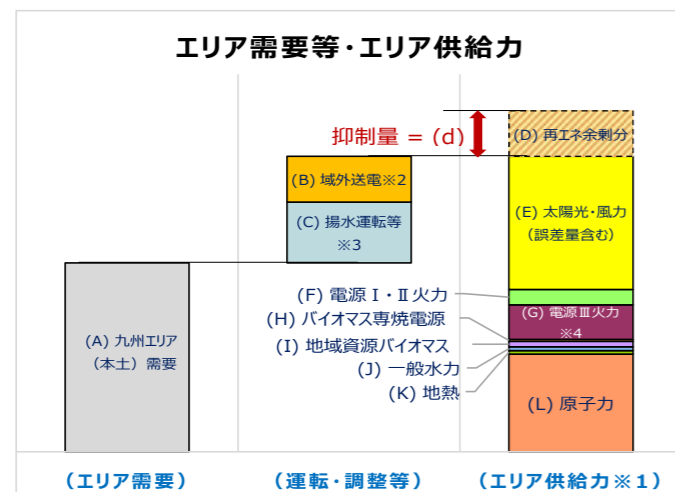 エリア需要等・エリア供給力
抑制量 = (d)
(D) 再エネ余剰分
(B) 域外送電※2
(C) 揚水運転等
※3
(E) 太陽光・風力
(誤差量含む)
(F) 電源Ⅰ・Ⅱ火力
(G) 電源Ⅲ火力
※4
(H) バイオマス専焼電源
(I) 地域資源バイオマス
(J) 一般水力
(K) 地熱
(A) 九州エリア
(本土) 需要
(L) 原子力
(エリア需要)
(運転・調整等)
(エリア供給力※1)